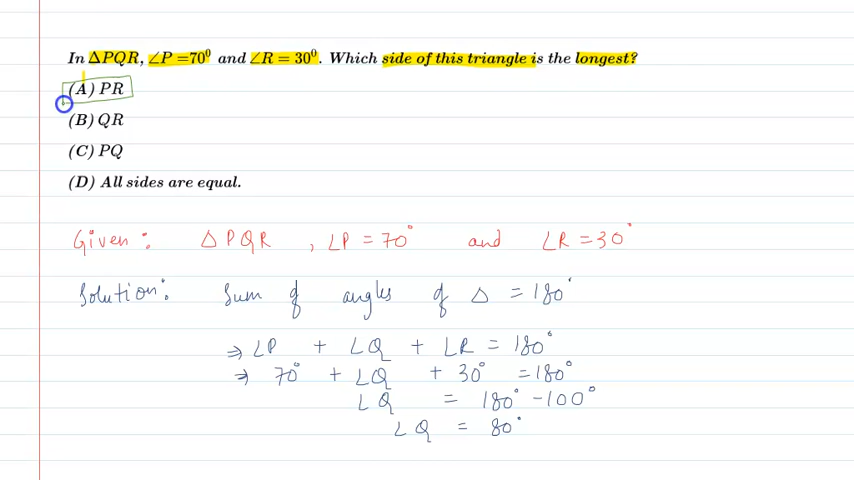 In ΔPQR, ∠P =70⁰ and ∠R = 30⁰. Which side of this triangle is the longest?
(A) PR
(B) QR
(C) PQ
(D) All sides are equal.
Given: Δ PQR , ∠P = 70° and ∠R = 30°
Solution: Sum of angles of Δ = 180°
⇒ ∠P + ∠Q + ∠R = 180°
⇒ 70° + ∠Q + 30° = 180°
∠Q = 180° - 100°
∠Q = 80°